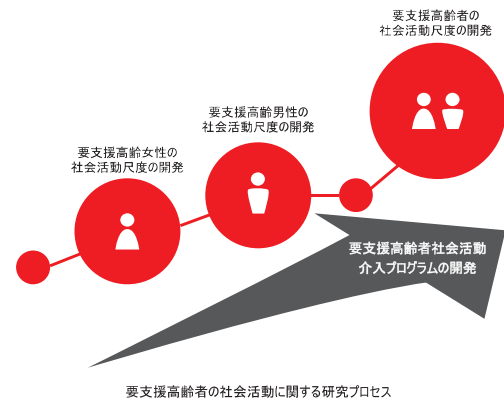 要支援高齢者の
社会活動尺度の開発
要支援高齢男性の
社会活動尺度の開発
要支援高齢女性の
社会活動尺度の開発
要支援高齢者社会活動
介入プログラムの開発
要支援高齢者の社会活動に関する研究プロセス